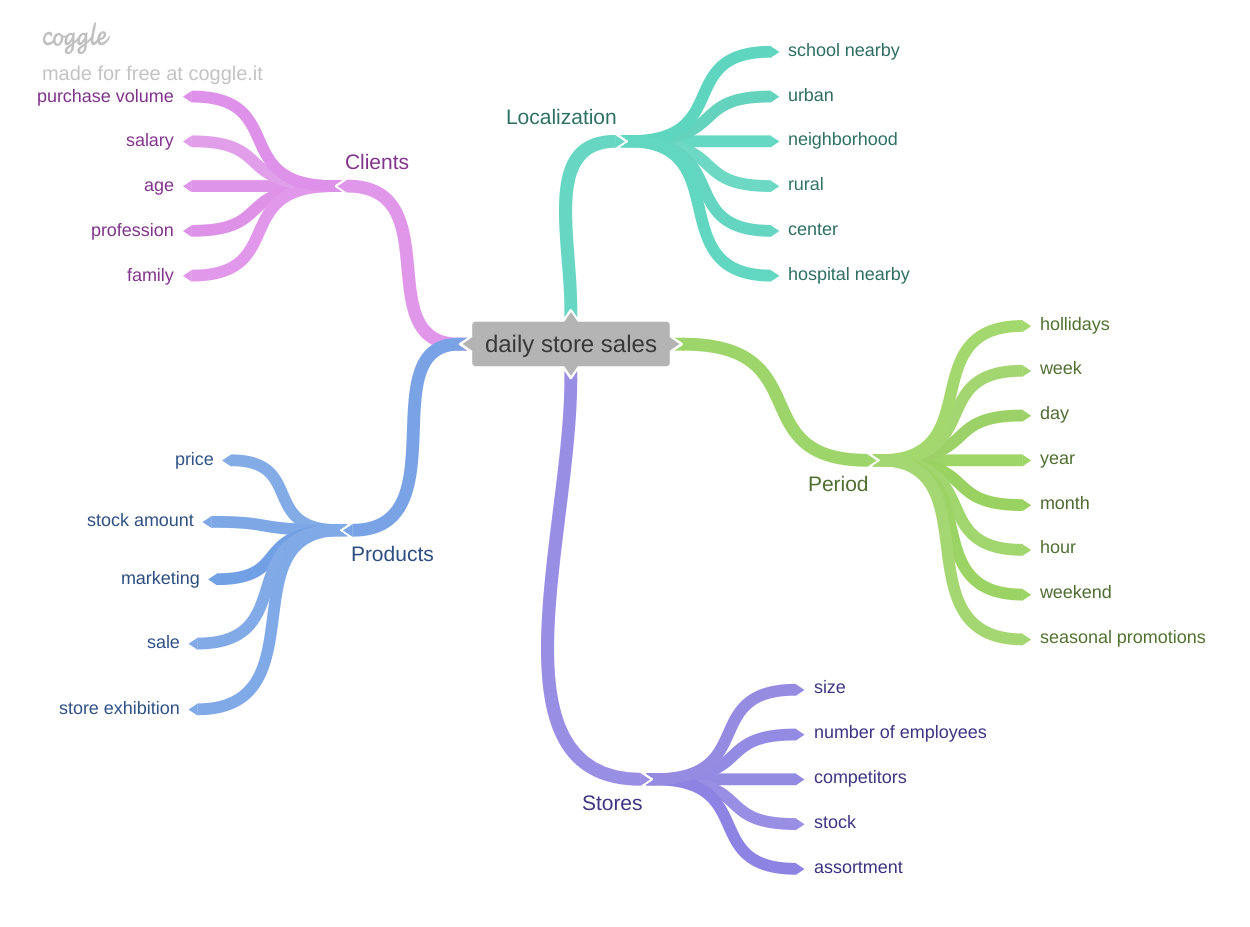 coggle
made for free at coggle.it
purchase volume
salary
age
profession
family
Clients
Localization
school nearby
urban
neighborhood
rural
center
hospital nearby
daily store sales
hollidays
week
day
year
month
hour
weekend
seasonal promotions
Period
price
stock amount
marketing
sale
store exhibition
Products
Stores
size
number of employees
competitors
stock
assortment